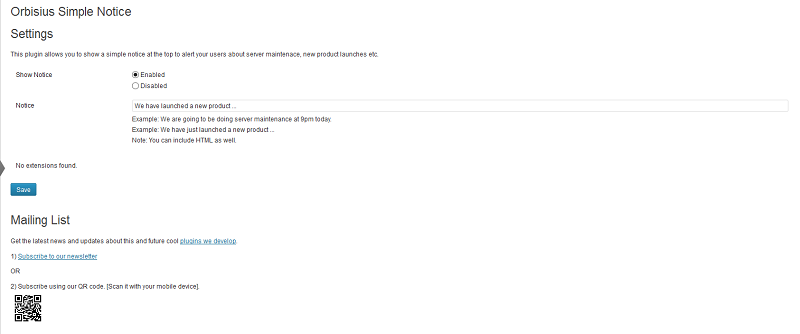 Orbisius Simple Notice
Settings
This plugin allows you to show a simple notice at the top to alert your users about server maintenace, new product launches etc.
Show Notice
Enabled
Disabled
Notice
We have launched a new product ...
Example: We are going to be doing server maintenance at 9pm today.
Example: We have just launched a new product ...
Note: You can include HTML as well.
No extensions found.
Save
Mailing List
Get the latest news and updates about this and future cool plugins we develop.
1) Subscribe to our newsletter
OR
2) Subscribe using our QR code. [Scan it with your mobile device].